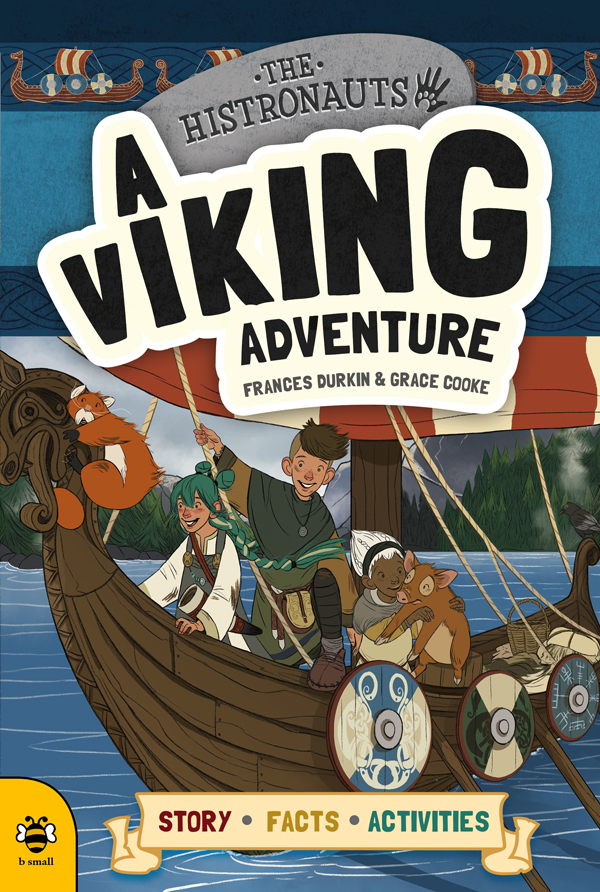 ·THE·
HISTRONAUTS
A
VIKING
ADVENTURE
FRANCES DURKIN & GRACE COOKE
STORY • FACTS • ACTIVITIES
b small